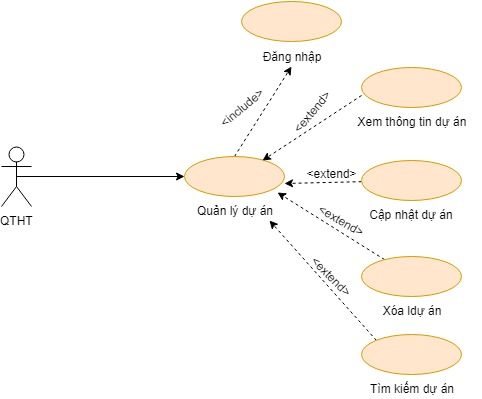 Đăng nhập
<include>
<extend>
Xem thông tin dự án
<extend>
QTHT
Quản lý dự án
Cập nhật dự án
<extend>
<extend>
Xóa ldự án
Tìm kiếm dự án